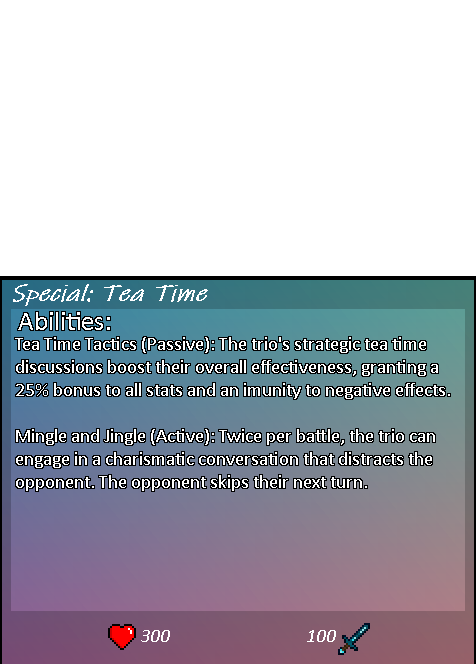 Special: Tea Time
Abilities:
Tea Time Tactics (Passive): The trio's strategic tea time
discussions boost their overall effectiveness, granting a
25% bonus to all stats and an imunity to negative effects.
Mingle and Jingle (Active): Twice per battle, the trio can
engage in a charismatic conversation that distracts the
opponent. The opponent skips their next turn.
300
100